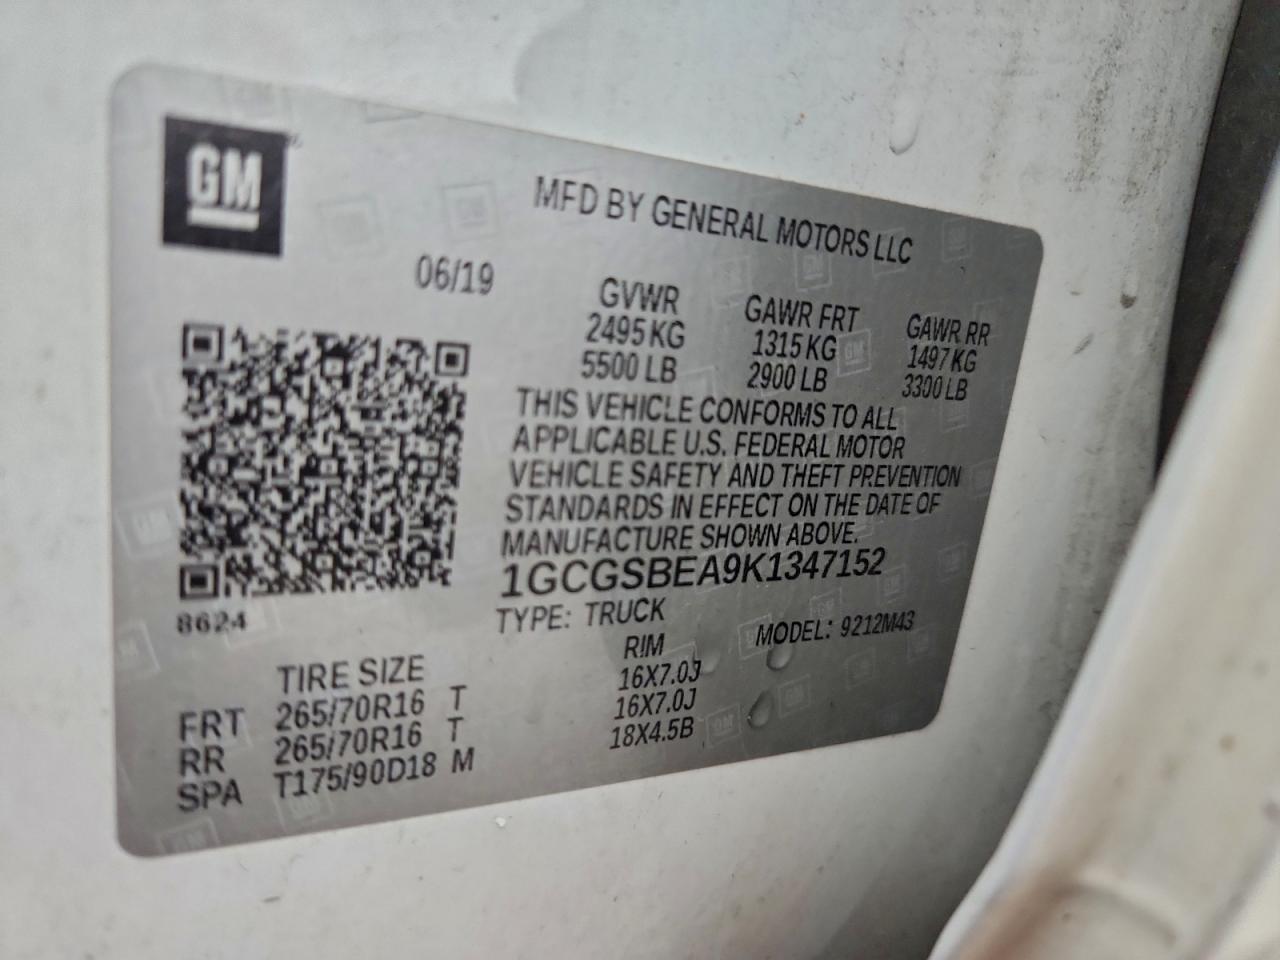 GM
MFD BY GENERAL MOTORS LLC
06/19
GVWR GAWR FRT GAWR RR
2495 KG 1315 KG 1497 KG
5500 LB 2900 LB 3300 LB
THIS VEHICLE CONFORMS TO ALL
APPLICABLE U.S. FEDERAL MOTOR
VEHICLE SAFETY AND THEFT PREVENTION
STANDARDS IN EFFECT ON THE DATE OF
MANUFACTURE SHOWN ABOVE.
1GCGSBEA9K1347152
8624
TYPE: TRUCK MODEL: 9212M43
TIRE SIZE RIM
FRT 265/70R16 T 16X7.0J
RR 265/70R16 T 16X7.0J
SPA T175/90D18 M 18X4.5B